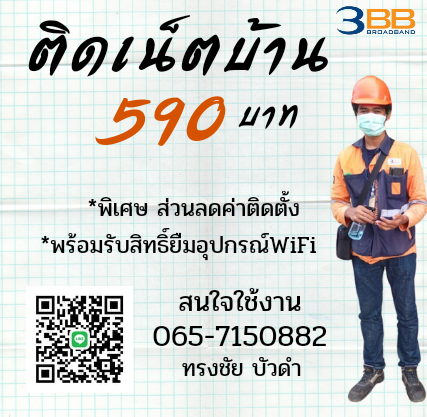 3BB
BROADBAND
ติดเน็ตบ้าน
590 บาท
*พิเศษ ส่วนลดค่าติดตั้ง
*พร้อมรับสิทธิ์ยืมอุปกรณ์WiFi
สนใจใช้งาน
065-7150882
ทรงชัย บัวดำ
LINE